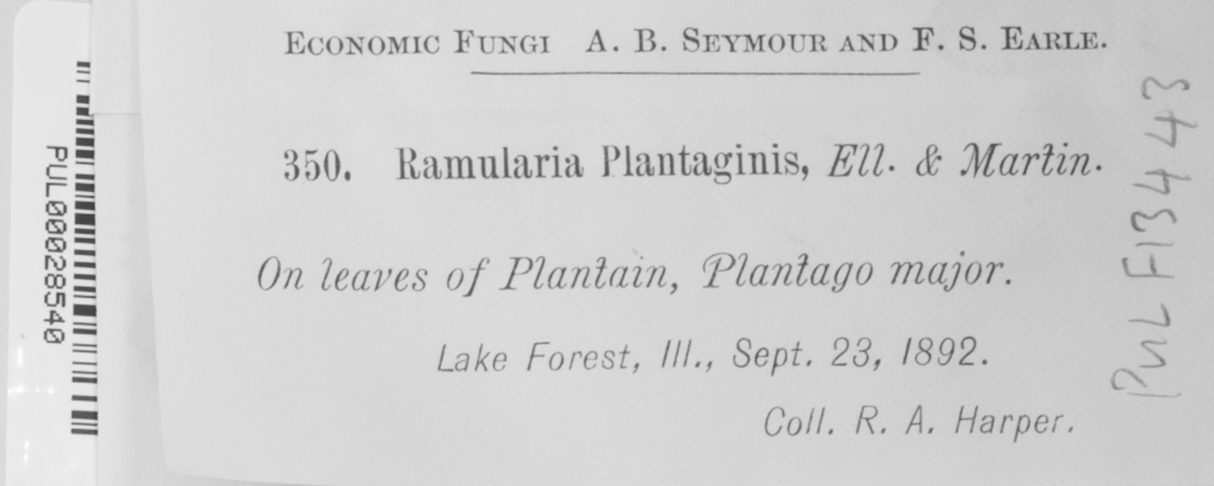 ECONOMIC FUNGI A. B. SEYMOUR AND F. S. EARLE.
350. Ramularia Plantaginis, Ell. & Martin.
On leaves of Plantain, Plantago major.
Lake Forest, Ill., Sept. 23, 1892.
Coll. R. A. Harper.
PUL00028540
PUL F13443